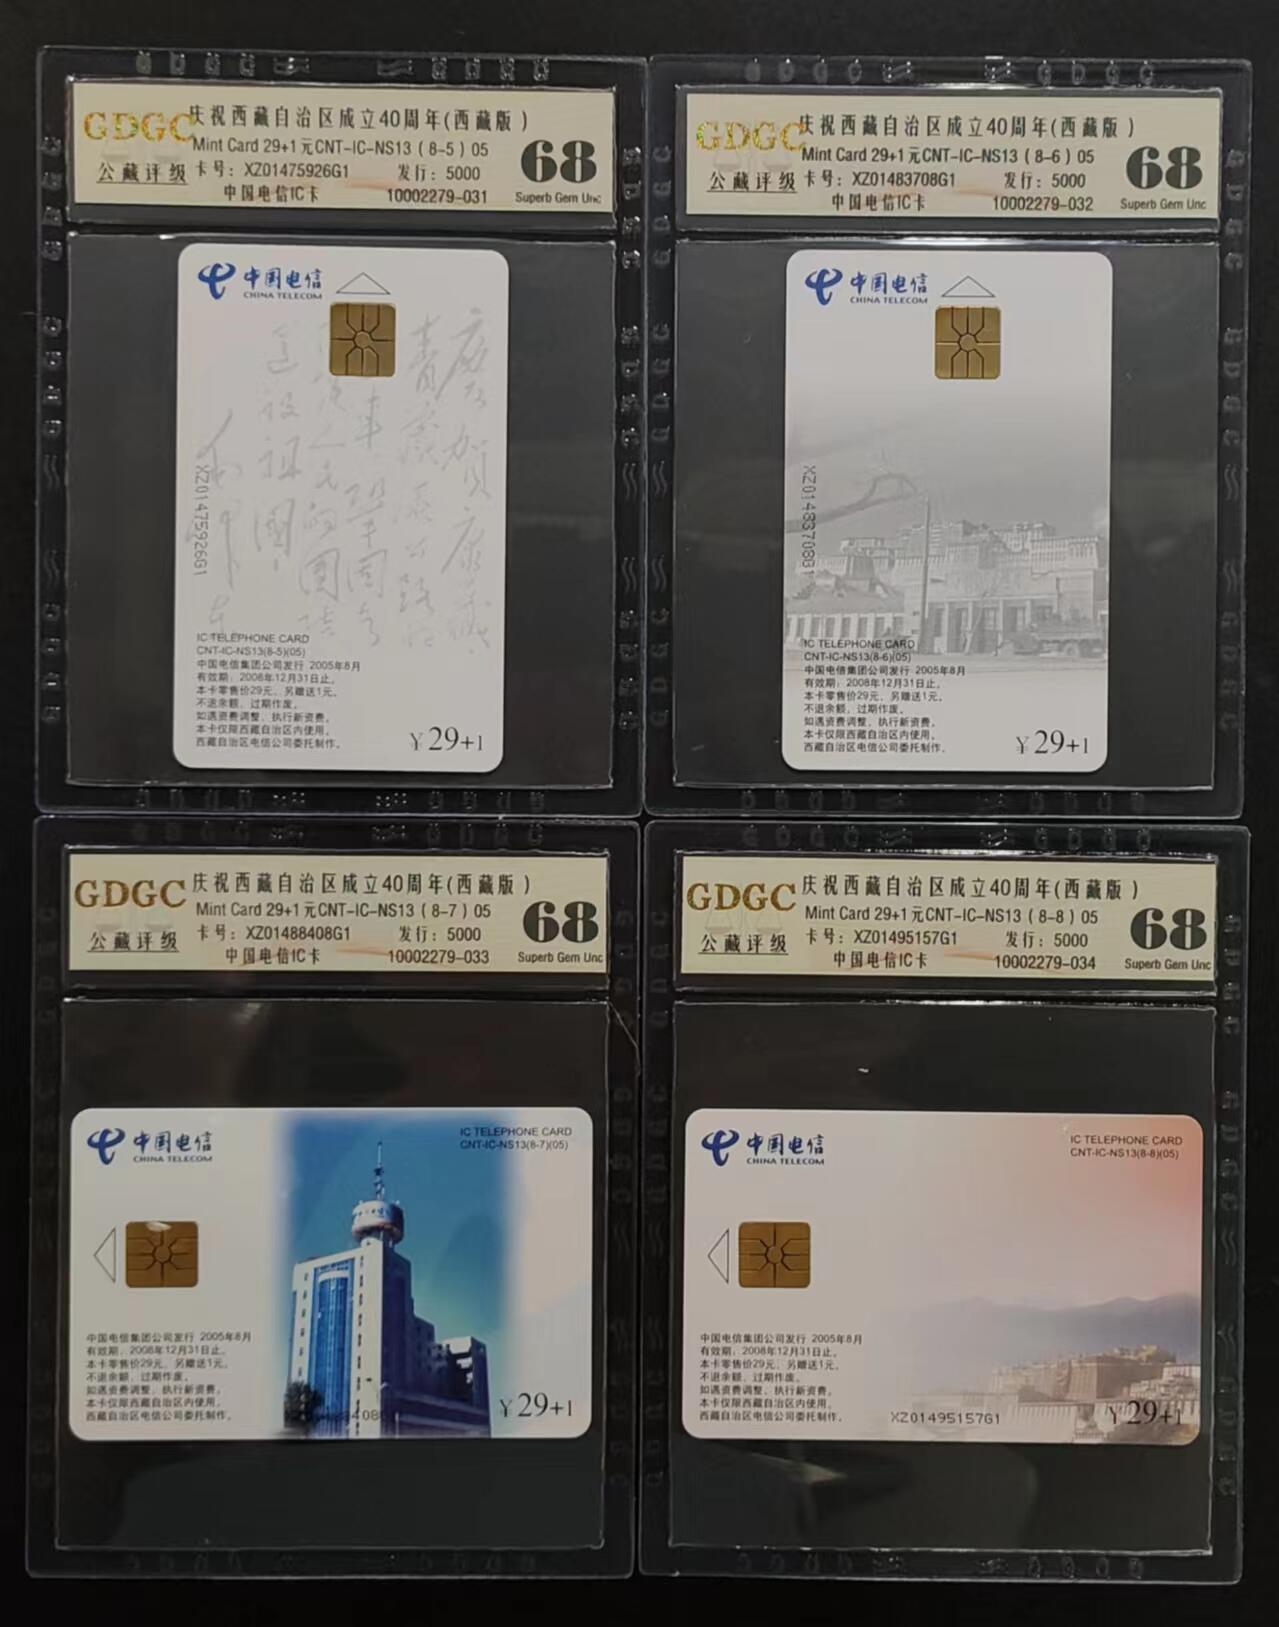 GDGC
公藏评级
庆祝西藏自治区成立40周年(西藏版)
Mint Card 29+1元CNT-IC-NS13(8-5)05
卡号：XZ01475926G1 发行：5000
中国电信IC卡 10002279-031
68
Superb Gem Unc
中国电信
CHINA TELECOM
庆贺康藏
青藏
祖国
XZ01475926G1
IC TELEPHONE CARD
CNT-IC-NS13(8-5)(05)
中国电信集团公司发行 2005年8月
有效期：2008年12月31日止。
本卡零售价29元，另赠送1元。
不退余额，过期作废。
如遇资费调整，执行新资费。
本卡仅限西藏自治区内使用。
西藏自治区电信公司委托制作。
¥29+1
GDGC
公藏评级
庆祝西藏自治区成立40周年(西藏版)
Mint Card 29+1元CNT-IC-NS13(8-6)05
卡号：XZ01483708G1 发行：5000
中国电信IC卡 10002279-032
68
Superb Gem Unc
中国电信
CHINA TELECOM
XZ01483708G1
IC TELEPHONE CARD
CNT-IC-NS13(8-6)(05)
中国电信集团公司发行 2005年8月
有效期：2008年12月31日止。
本卡零售价29元，另赠送1元。
不退余额，过期作废。
如遇资费调整，执行新资费。
本卡仅限西藏自治区内使用。
西藏自治区电信公司委托制作。
¥29+1
GDGC
公藏评级
庆祝西藏自治区成立40周年(西藏版)
Mint Card 29+1元CNT-IC-NS13(8-7)05
卡号：XZ01488408G1 发行：5000
中国电信IC卡 10002279-033
68
Superb Gem Unc
中国电信
CHINA TELECOM
IC TELEPHONE CARD
CNT-IC-NS13(8-7)(05)
中国电信集团公司发行 2005年8月
有效期：2008年12月31日止。
本卡零售价29元，另赠送1元。
不退余额，过期作废。
如遇资费调整，执行新资费。
本卡仅限西藏自治区内使用。
西藏自治区电信公司委托制作。
¥29+1
GDGC
公藏评级
庆祝西藏自治区成立40周年(西藏版)
Mint Card 29+1元CNT-IC-NS13(8-8)05
卡号：XZ01495157G1 发行：5000
中国电信IC卡 10002279-034
68
Superb Gem Unc
中国电信
CHINA TELECOM
IC TELEPHONE CARD
CNT-IC-NS13(8-8)(05)
中国电信集团公司发行 2005年8月
有效期：2008年12月31日止。
本卡零售价29元，另赠送1元。
不退余额，过期作废。
如遇资费调整，执行新资费。
本卡仅限西藏自治区内使用。
西藏自治区电信公司委托制作。
XZ01495157G1
¥29+1